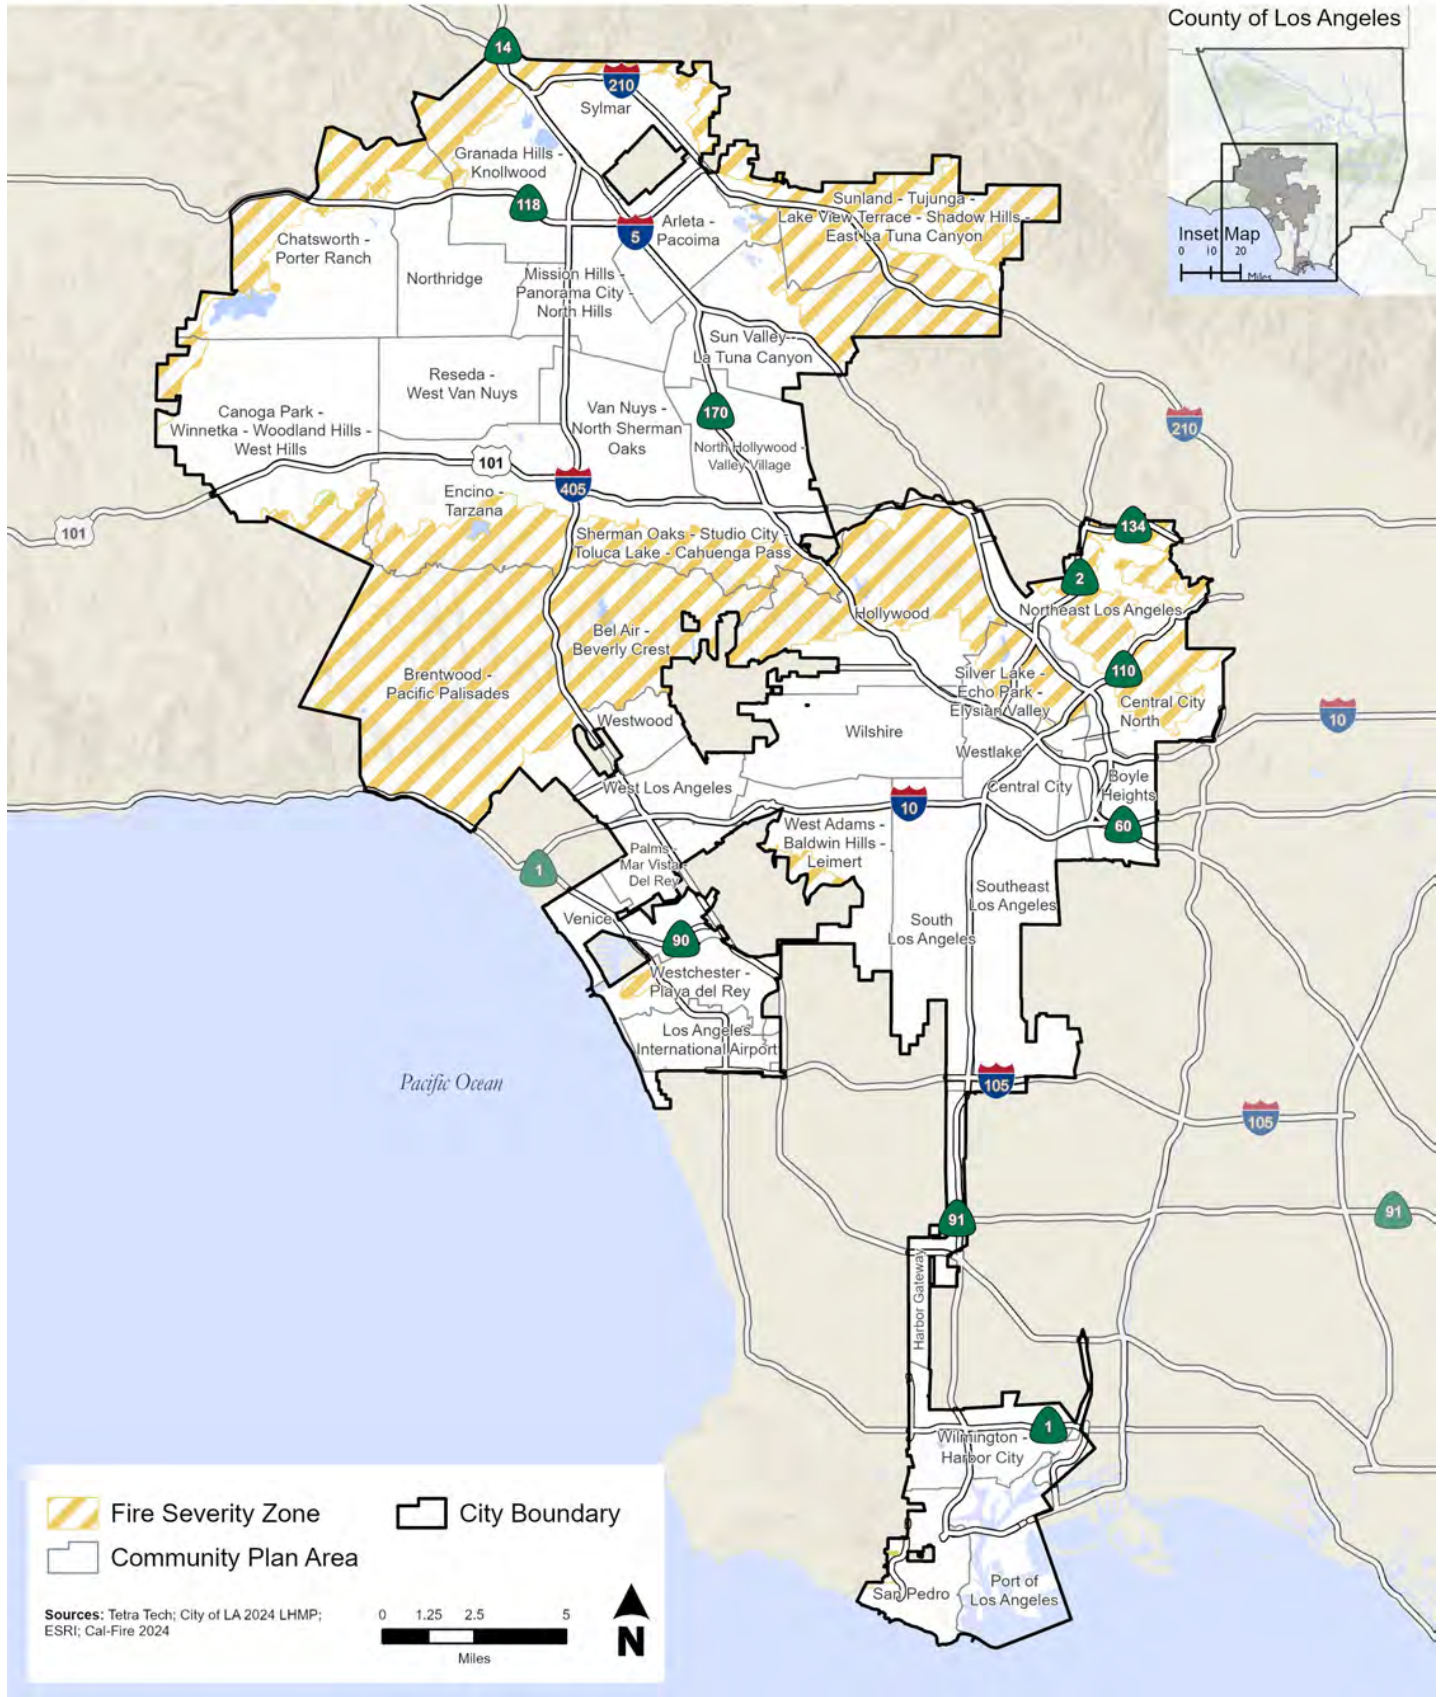 County of Los Angeles
Inset Map
0 10 20
Miles
14
210
Sylmar
Granada Hills -
Knollwood
118
5
Arleta -
Pacoima
Sunland - Tujunga -
Lake View Terrace - Shadow Hills -
East La Tuna Canyon
Chatsworth -
Porter Ranch
Northridge
Mission Hills -
Panorama City -
North Hills
Sun Valley -
La Tuna Canyon
Reseda -
West Van Nuys
Canoga Park -
Winnetka - Woodland Hills -
West Hills
Van Nuys -
North Sherman
Oaks
170
North Hollywood -
Valley Village
210
101
405
Encino -
Tarzana
101
Sherman Oaks - Studio City -
Toluca Lake - Cahuenga Pass
134
2
Northeast Los Angeles
Hollywood
Bel Air -
Beverly Crest
Brentwood -
Pacific Palisades
110
Silver Lake -
Echo Park -
Elysian Valley
Central City
North
10
Westwood
Wilshire
Westlake
West Los Angeles
Central City
Boyle
Heights
10
60
West Adams -
Baldwin Hills -
Leimert
Palms -
Mar Vista -
Del Rey
1
Southeast
Los Angeles
Venice
South
Los Angeles
90
Westchester -
Playa del Rey
Los Angeles
International Airport
Pacific Ocean
105
105
91
91
Harbor Gateway
1
Wilmington -
Harbor City
San Pedro
Port of
Los Angeles
Fire Severity Zone
City Boundary
Community Plan Area
Sources: Tetra Tech; City of LA 2024 LHMP;
ESRI; Cal-Fire 2024
0 1.25 2.5 5
Miles
N